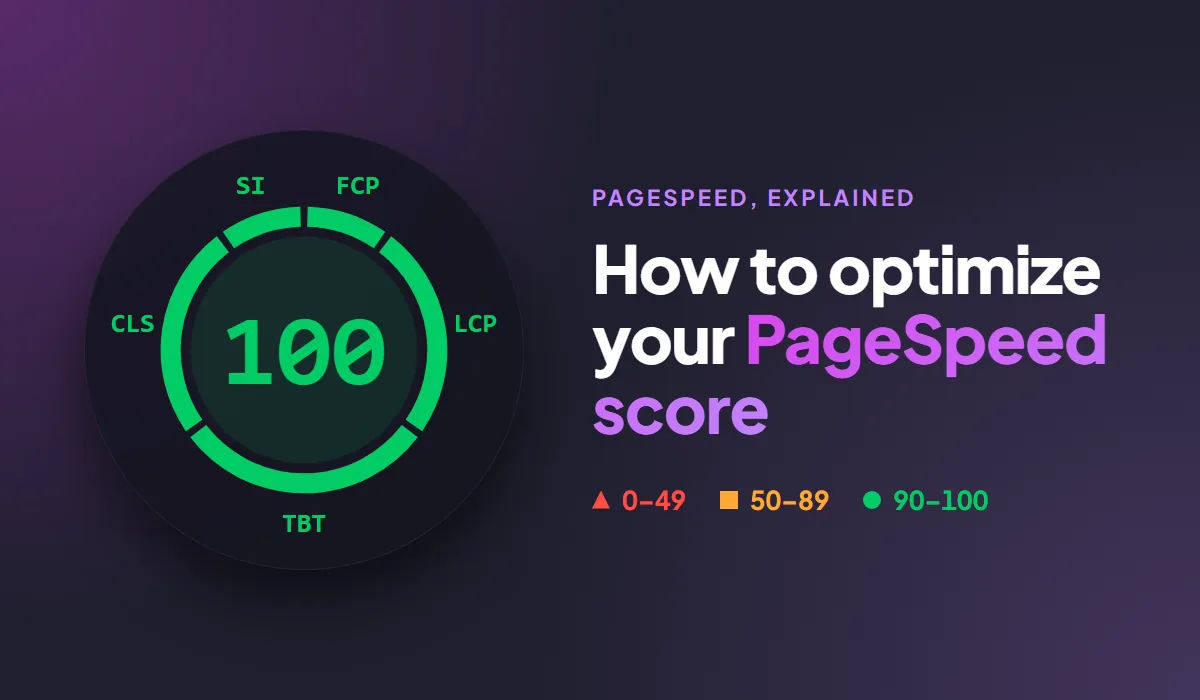 SI FCP
CLS LCP
100
TBT
PAGESPEED, EXPLAINED
How to optimize
your PageSpeed
score
0–49 50–89 90–100